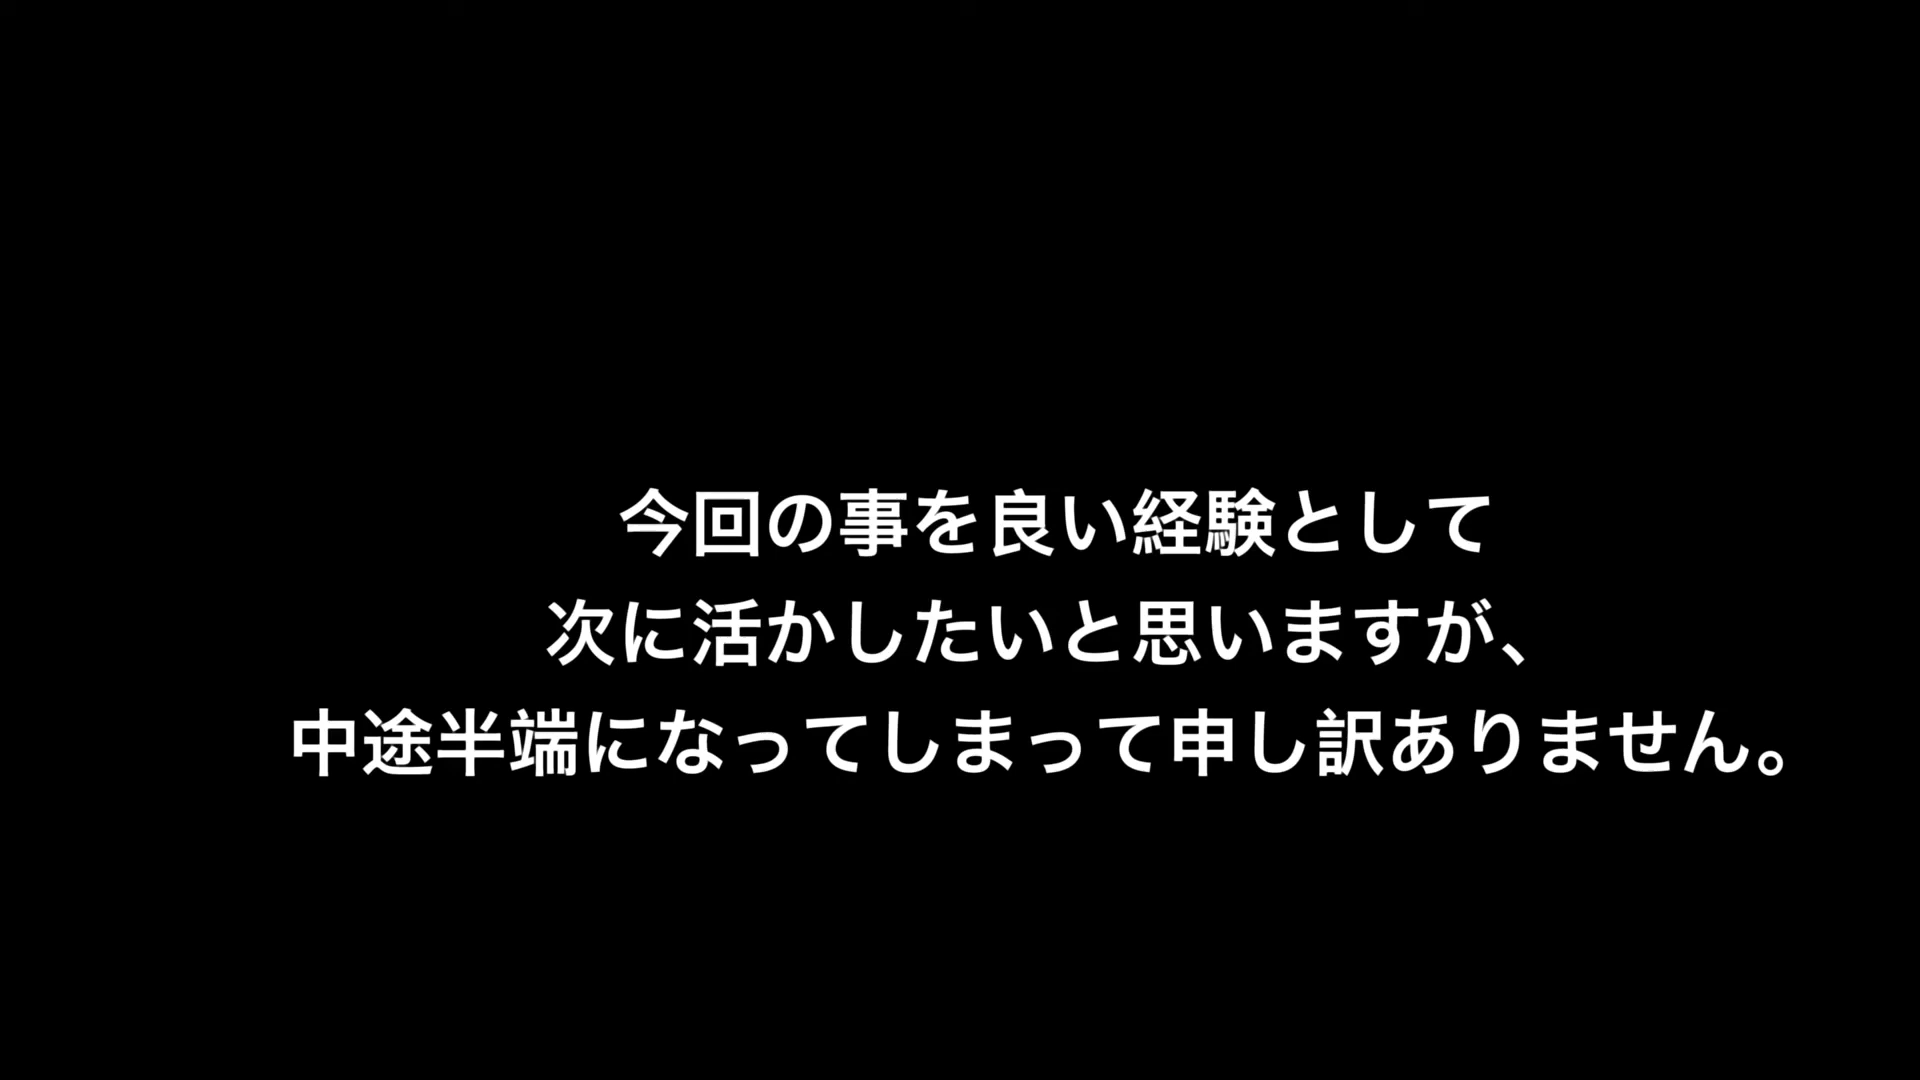 今回の事を良い経験として
次に活かしたいと思いますが、
中途半端になってしまって申し訳ありません。